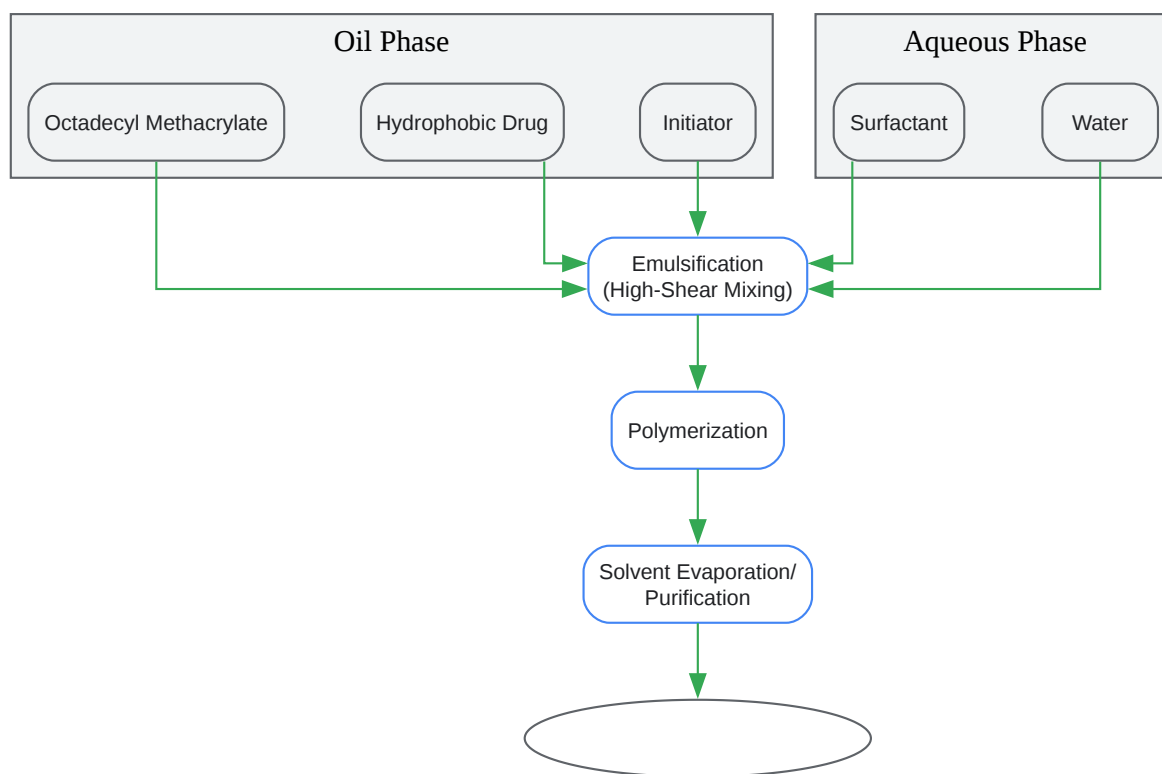 Oil Phase
Aqueous Phase
Octadecyl Methacrylate
Hydrophobic Drug
Initiator
Surfactant
Water
Emulsification
(High-Shear Mixing)
Polymerization
Solvent Evaporation/
Purification